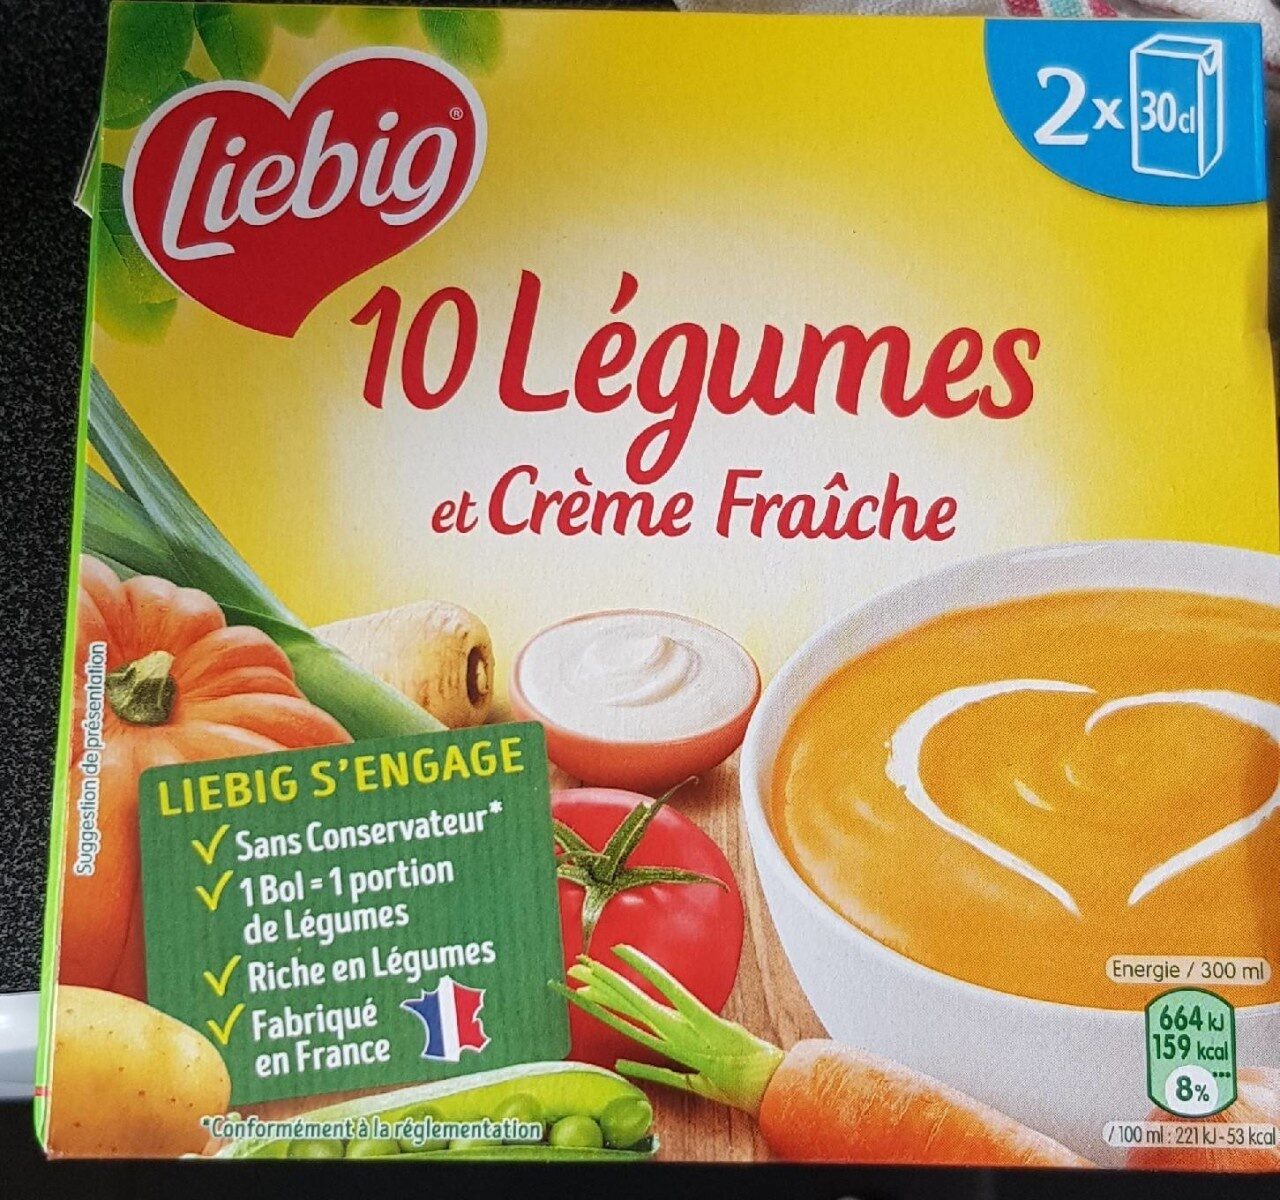 Liebig®
2x 30cl
10 Légumes
et Crème Fraîche
Suggestion de présentation
LIEBIG S'ENGAGE
✓ Sans Conservateur*
✓ 1 Bol = 1 portion
de Légumes
✓ Riche en Légumes
✓ Fabriqué
en France
*Conformément à la réglementation
Energie / 300 ml
664 kJ
159 kcal
8%***
/ 100 ml : 221 kJ - 53 kcal